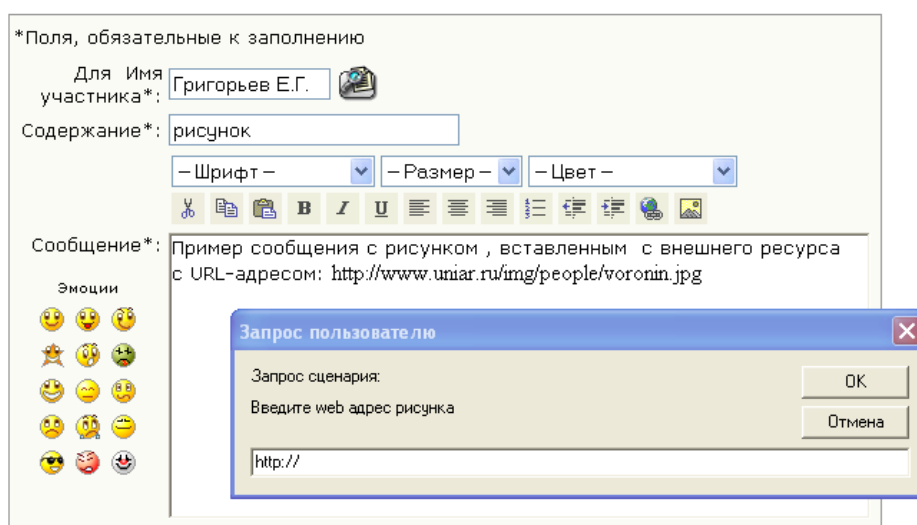 *Поля, обязательные к заполнению
Для Имя
участника*:
Григорьев Е.Г.
Содержание*: рисунок
– Шрифт – – Размер – – Цвет –
B I U
Сообщение*: Пример сообщения с рисунком , вставленным с внешнего ресурса
с URL-адресом: http://www.uniar.ru/img/people/voronin.jpg
Эмоции
Запрос пользователю
Запрос сценария:
OK
Введите web адрес рисунка
Отмена
http://